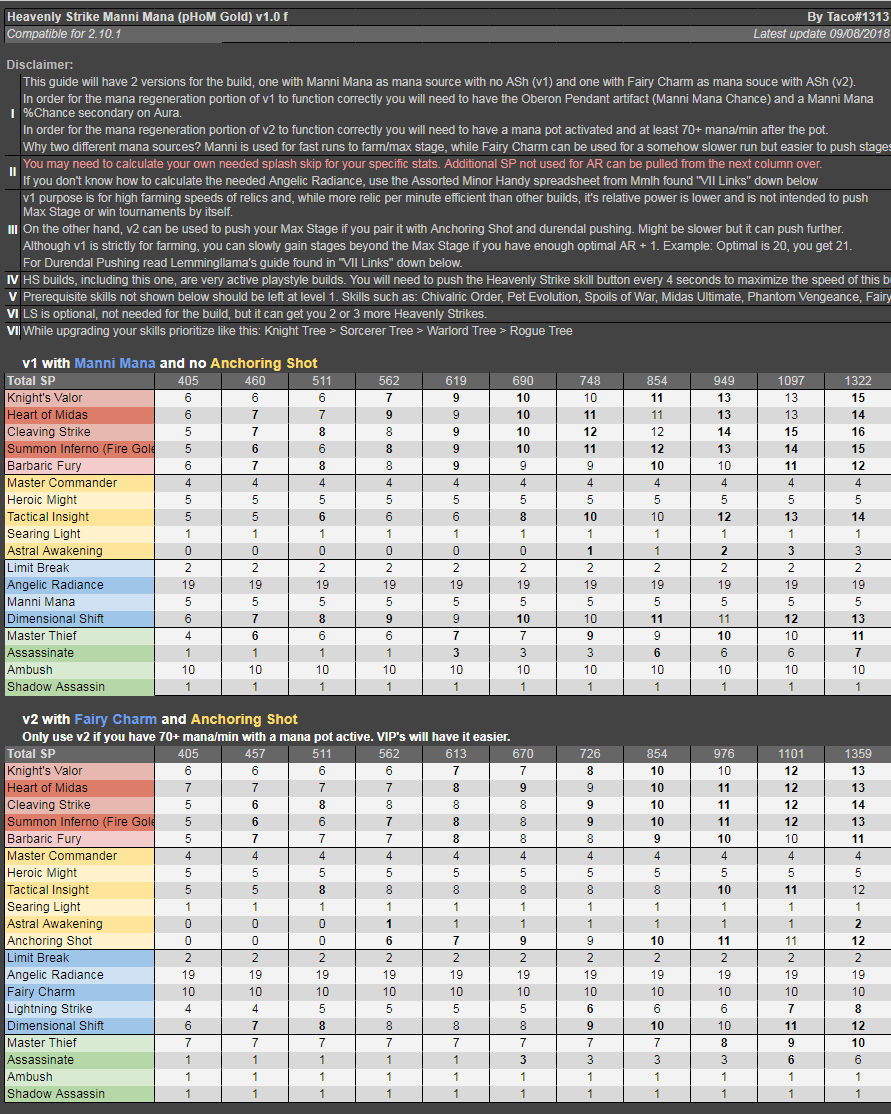 Heavenly Strike Manni Mana (pHoM Gold) v1.0 f By Taco#1313
Compatible for 2.10.1 Latest update 09/08/2018
Disclaimer:
This guide will have 2 versions for the build, one with Manni Mana as mana source with no ASh (v1) and one with Fairy Charm as mana souce with ASh (v2).
In order for the mana regeneration portion of v1 to function correctly you will need to have the Oberon Pendant artifact (Manni Mana Chance) and a Manni Mana
I %Chance secondary on Aura.
In order for the mana regeneration portion of v2 to function correctly you will need to have a mana pot activated and at least 70+ mana/min after the pot.
Why two different mana sources? Manni is used for fast runs to farm/max stage, while Fairy Charm can be used for a somehow slower run but easier to push stages
II You may need to calculate your own needed splash skip for your specific stats. Additional SP not used for AR can be pulled from the next column over.
If you don't know how to calculate the needed Angelic Radiance, use the Assorted Minor Handy spreadsheet from Mmlh found "VII Links" down below
v1 purpose is for high farming speeds of relics and, while more relic per minute efficient than other builds, it's relative power is lower and is not intended to push
Max Stage or win tournaments by itself.
III On the other hand, v2 can be used to push your Max Stage if you pair it with Anchoring Shot and durendal pushing. Might be slower but it can push further.
Although v1 is strictly for farming, you can slowly gain stages beyond the Max Stage if you have enough optimal AR + 1. Example: Optimal is 20, you get 21.
For Durendal Pushing read Lemmingllama's guide found in "VII Links" down below.
IV HS builds, including this one, are very active playstyle builds. You will need to push the Heavenly Strike skill button every 4 seconds to maximize the speed of this bu
V Prerequisite skills not shown below should be left at level 1. Skills such as: Chivalric Order, Pet Evolution, Spoils of War, Midas Ultimate, Phantom Vengeance, Fairy
VI LS is optional, not needed for the build, but it can get you 2 or 3 more Heavenly Strikes.
VII While upgrading your skills prioritize like this: Knight Tree > Sorcerer Tree > Warlord Tree > Rogue Tree
v1 with Manni Mana and no Anchoring Shot
Total SP 405 460 511 562 619 690 748 854 949 1097 1322
Knight's Valor 6 6 6 7 9 10 10 11 13 13 15
Heart of Midas 6 7 7 9 9 10 11 11 13 13 14
Cleaving Strike 5 7 8 8 9 10 12 12 14 15 16
Summon Inferno (Fire Gole 5 6 6 8 9 10 11 12 13 14 15
Barbaric Fury 6 7 8 8 9 9 9 10 10 11 12
Master Commander 4 4 4 4 4 4 4 4 4 4 4
Heroic Might 5 5 5 5 5 5 5 5 5 5 5
Tactical Insight 5 5 6 6 6 8 10 10 12 13 14
Searing Light 1 1 1 1 1 1 1 1 1 1 1
Astral Awakening 0 0 0 0 0 0 1 1 2 3 3
Limit Break 2 2 2 2 2 2 2 2 2 2 2
Angelic Radiance 19 19 19 19 19 19 19 19 19 19 19
Manni Mana 5 5 5 5 5 5 5 5 5 5 5
Dimensional Shift 6 7 8 9 9 10 10 11 11 12 13
Master Thief 4 6 6 6 7 7 9 9 10 10 11
Assassinate 1 1 1 1 3 3 3 6 6 6 7
Ambush 10 10 10 10 10 10 10 10 10 10 10
Shadow Assassin 1 1 1 1 1 1 1 1 1 1 1
v2 with Fairy Charm and Anchoring Shot
Only use v2 if you have 70+ mana/min with a mana pot active. VIP's will have it easier.
Total SP 405 457 511 562 613 670 726 854 976 1101 1359
Knight's Valor 6 6 6 6 7 7 8 10 10 12 13
Heart of Midas 7 7 7 7 8 9 9 10 11 12 13
Cleaving Strike 5 6 8 8 8 8 9 10 11 12 14
Summon Inferno (Fire Gole 5 6 6 7 8 8 9 10 11 12 13
Barbaric Fury 5 7 7 7 8 8 8 9 10 10 11
Master Commander 4 4 4 4 4 4 4 4 4 4 4
Heroic Might 5 5 5 5 5 5 5 5 5 5 5
Tactical Insight 5 5 8 8 8 8 8 8 10 11 12
Searing Light 1 1 1 1 1 1 1 1 1 1 1
Astral Awakening 0 0 0 1 1 1 1 1 1 1 2
Anchoring Shot 0 0 0 6 7 9 9 10 11 11 12
Limit Break 2 2 2 2 2 2 2 2 2 2 2
Angelic Radiance 19 19 19 19 19 19 19 19 19 19 19
Fairy Charm 10 10 10 10 10 10 10 10 10 10 10
Lightning Strike 4 4 5 5 5 5 6 6 6 7 8
Dimensional Shift 6 7 8 8 8 8 9 10 10 11 12
Master Thief 7 7 7 7 7 7 7 7 8 9 10
Assassinate 1 1 1 1 1 3 3 3 3 6 6
Ambush 1 1 1 1 1 1 1 1 1 1 1
Shadow Assassin 1 1 1 1 1 1 1 1 1 1 1